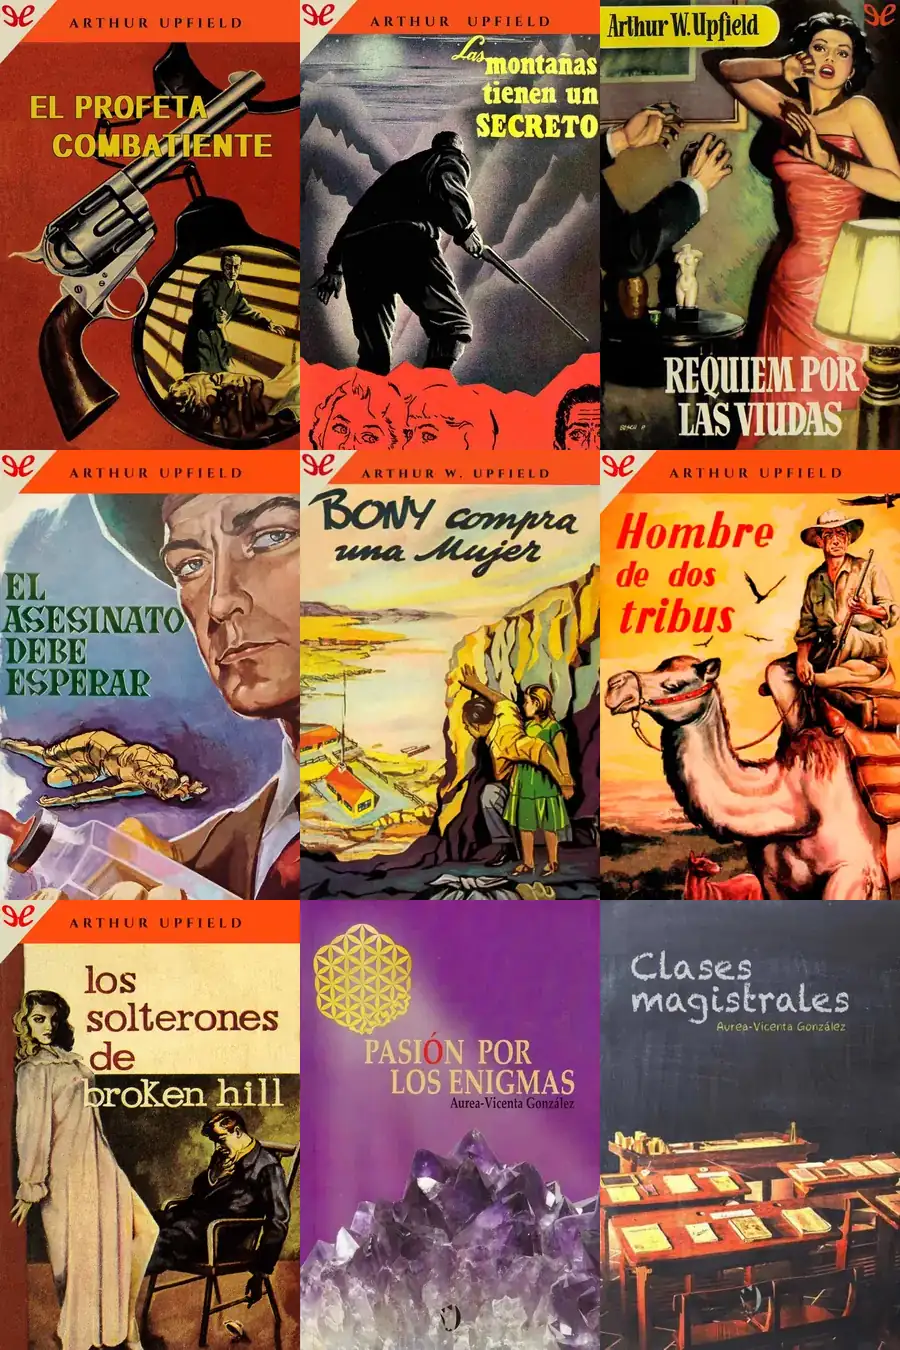 ARTHUR UPFIELD
EL PROFETA
COMBATIENTE
ARTHUR UPFIELD
Las
montañas
tienen un
SECRETO
Arthur W. Upfield
REQUIEM POR
LAS VIUDAS
BOSCH P.
ARTHUR UPFIELD
EL
ASESINATO
DEBE
ESPERAR
ARTHUR W. UPFIELD
BONY compra
una Mujer
ARTHUR UPFIELD
Hombre
de dos
tribus
ARTHUR UPFIELD
los
solterones
de
broken hill
PASIÓN POR
LOS ENIGMAS
Aurea-Vicenta González
Clases
magistrales
Aurea-Vicenta González